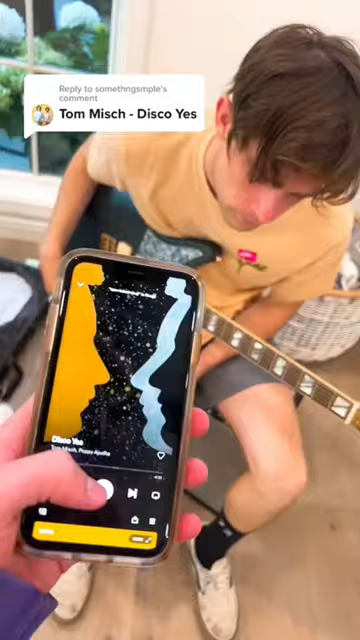 Reply to somethngsmple's
comment
Tom Misch - Disco Yes
Disco Yes
Tom Misch, Poppy Ajudha